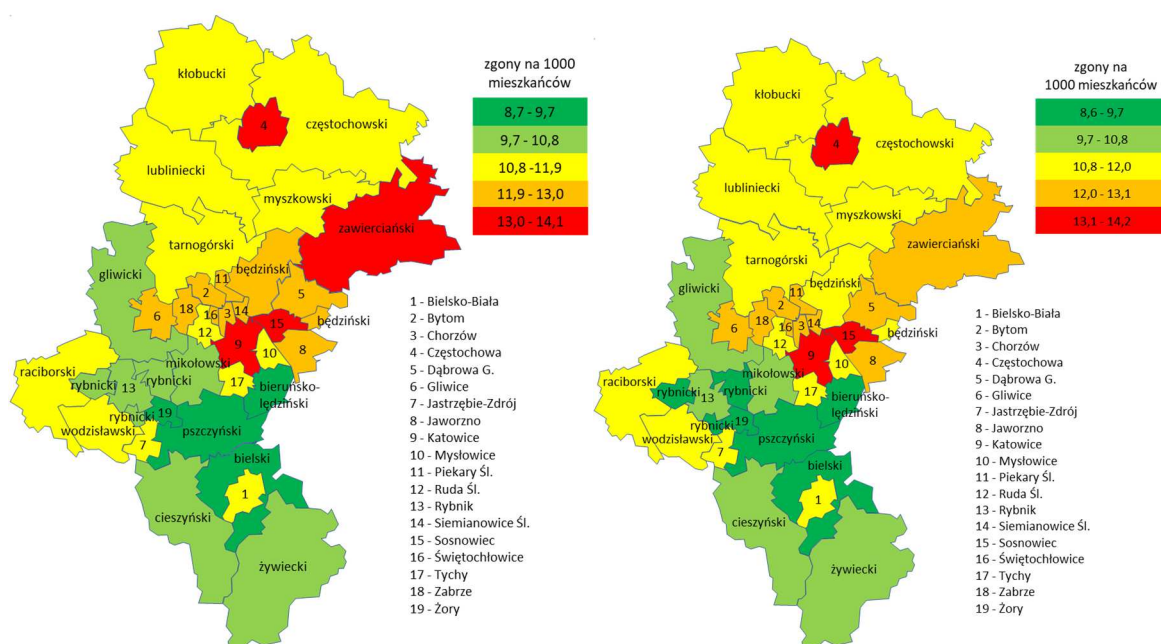 zgony na 1000
mieszkańców
8,7 - 9,7
9,7 - 10,8
10,8 -11,9
11,9 - 13,0
13,0 - 14,1
kłobucki
4
częstochowski
lubliniecki
myszkowski
zawierciański
tarnogórski
będziński
gliwicki
11
2
5
18
6
16
3
14
będziński
12
15
9
10
8
mikołowski
raciborski
rybnicki
13
rybnicki
17
bieruńsko-
lędziński
rybnicki
19
wodzisławski
pszczyński
7
bielski
1
cieszyński
żywiecki
1 - Bielsko-Biała
2 - Bytom
3 - Chorzów
4 - Częstochowa
5 - Dąbrowa G.
6 - Gliwice
7 - Jastrzębie-Zdrój
8 - Jaworzno
9 - Katowice
10 - Mysłowice
11 - Piekary Śl.
12 - Ruda Śl.
13 - Rybnik
14 - Siemianowice Śl.
15 - Sosnowiec
16 - Świętochłowice
17 - Tychy
18 - Zabrze
19 - Żory
zgony na
1000 mieszkańców
8,6 - 9,7
9,7 - 10,8
10,8 - 12,0
12,0 - 13,1
13,1 - 14,2
kłobucki
4
częstochowski
lubliniecki
myszkowski
zawierciański
tarnogórski
będziński
gliwicki
11
2
5
18
6
16
3
14
będziński
12
15
9
10
8
mikołowski
raciborski
rybnicki
13
rybnicki
17
bieruńsko-
lędziński
rybnicki
19
wodzisławski
pszczyński
7
bielski
1
cieszyński
żywiecki
1 - Bielsko-Biała
2 - Bytom
3 - Chorzów
4 - Częstochowa
5 - Dąbrowa G.
6 - Gliwice
7 - Jastrzębie-Zdrój
8 - Jaworzno
9 - Katowice
10 - Mysłowice
11 - Piekary Śl.
12 - Ruda Śl.
13 - Rybnik
14 - Siemianowice Śl.
15 - Sosnowiec
16 - Świętochłowice
17 - Tychy
18 - Zabrze
19 - Żory